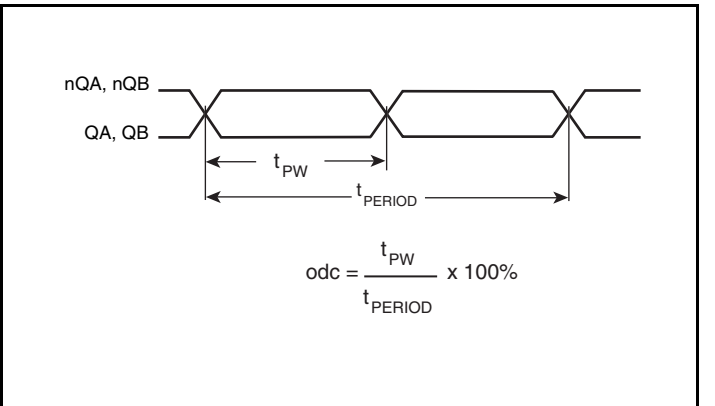 nQA, nQB
QA, QB
tPW
tPERIOD
odc = tPW / tPERIOD x 100%